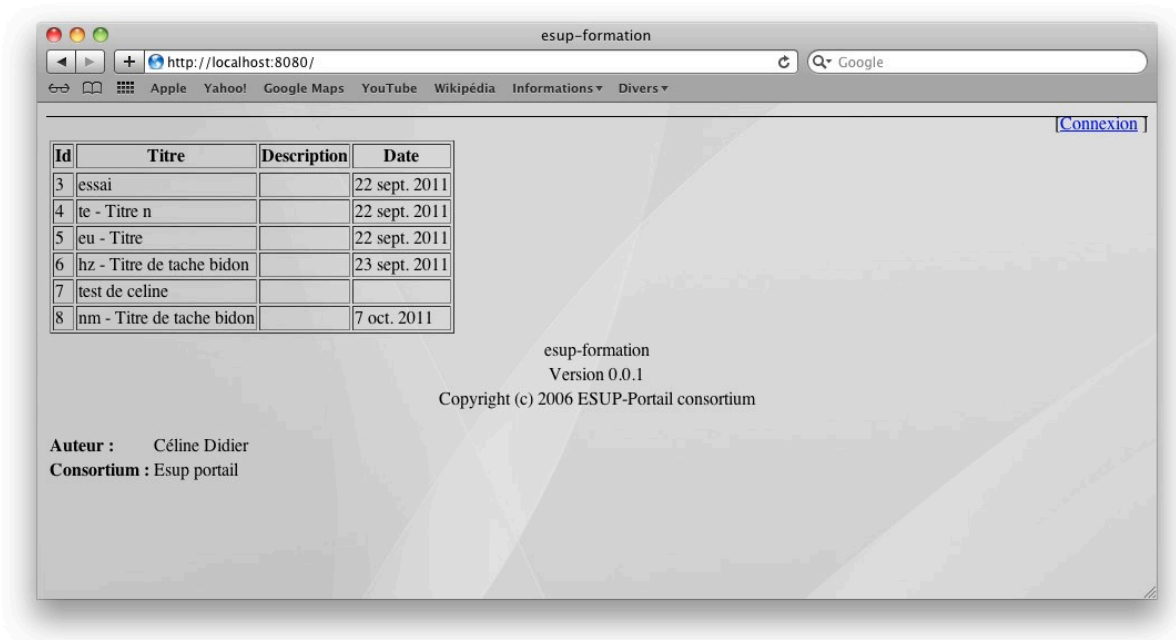 esup-formation
http://localhost:8080/
Google
Apple Yahoo! Google Maps YouTube Wikipédia Informations Divers
[Connexion ]
Id Titre Description Date
3 essai 22 sept. 2011
4 te - Titre n 22 sept. 2011
5 eu - Titre 22 sept. 2011
6 hz - Titre de tache bidon 23 sept. 2011
7 test de celine
8 nm - Titre de tache bidon 7 oct. 2011
esup-formation
Version 0.0.1
Copyright (c) 2006 ESUP-Portail consortium
Auteur : Céline Didier
Consortium : Esup portail